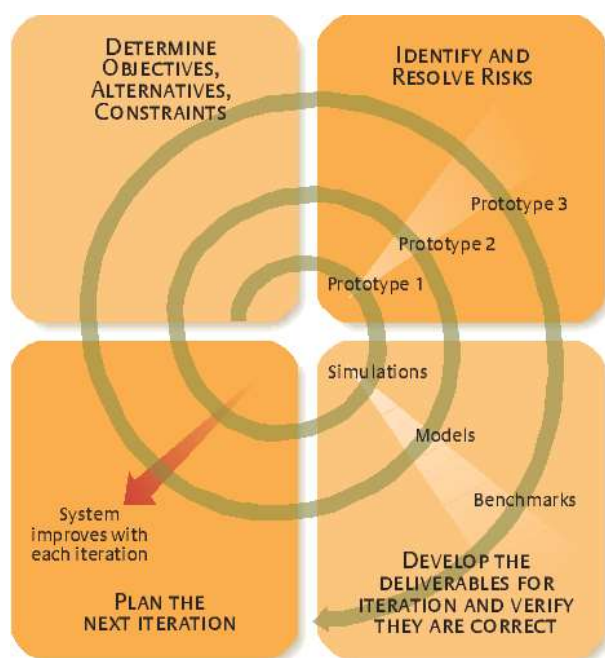 DETERMINE
OBJECTIVES,
ALTERNATIVES,
CONSTRAINTS
IDENTIFY AND
RESOLVE RISKS
Prototype 3
Prototype 2
Prototype 1
Simulations
Models
Benchmarks
System
improves with
each iteration
PLAN THE
NEXT ITERATION
DEVELOP THE
DELIVERABLES FOR
ITERATION AND VERIFY
THEY ARE CORRECT